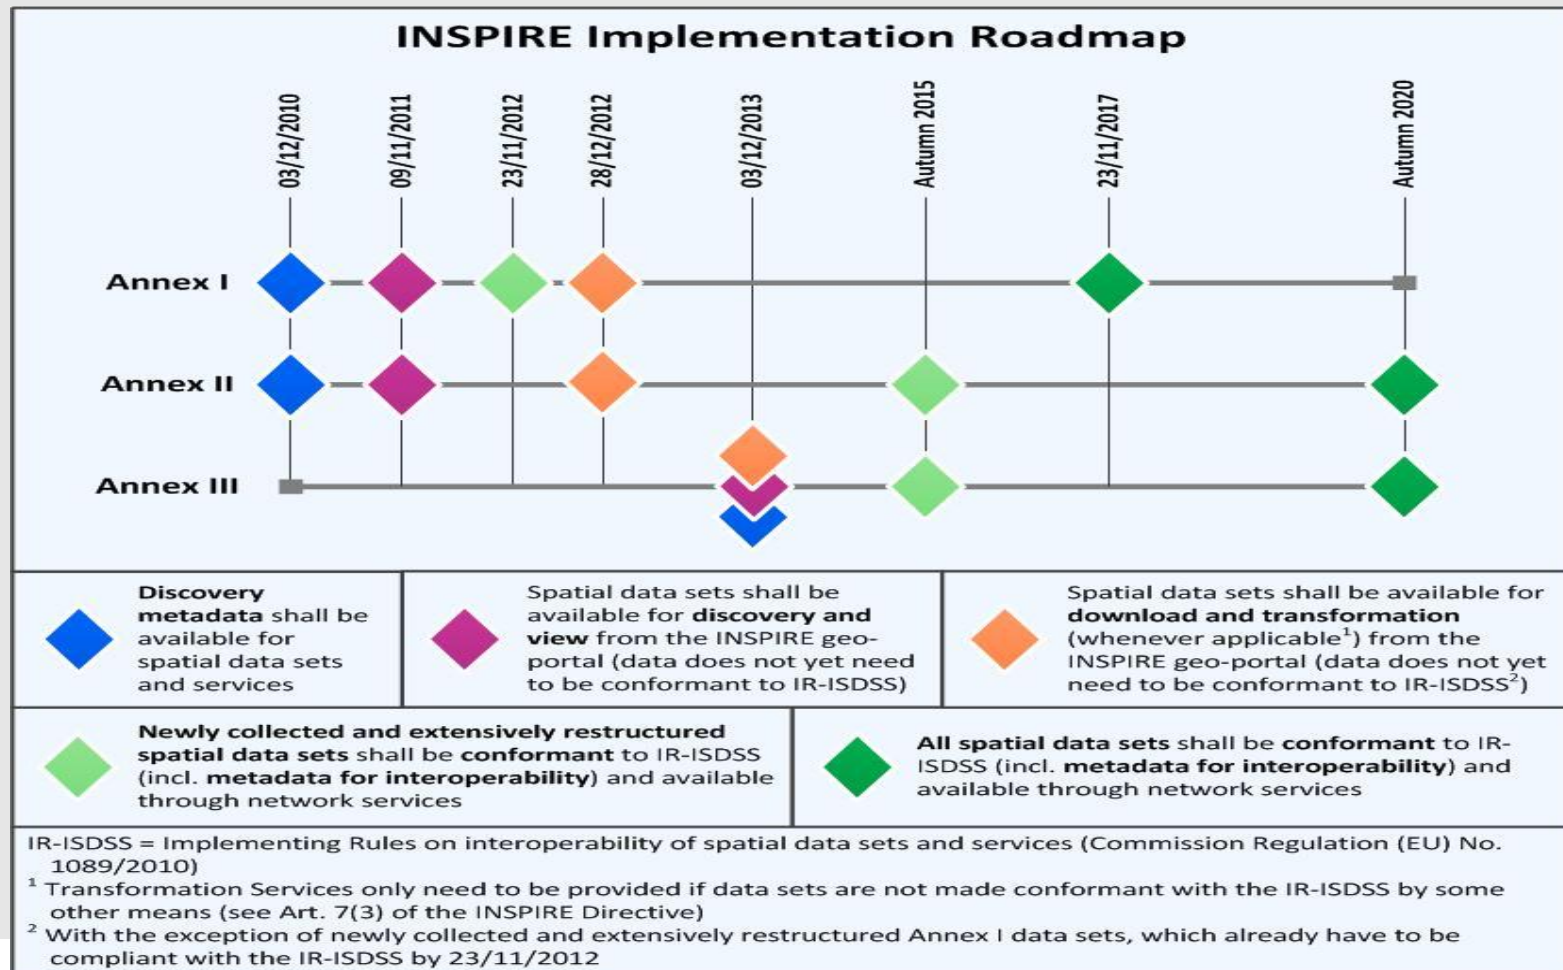 INSPIRE Implementation Roadmap
03/12/2010
09/11/2011
23/11/2012
28/12/2012
03/12/2013
Autumn 2015
23/11/2017
Autumn 2020
Annex I
Annex II
Annex III
Discovery
metadata shall be
available for
spatial data sets
and services
Spatial data sets shall be
available for discovery and
view from the INSPIRE geo-
portal (data does not yet need
to be conformant to IR-ISDSS)
Spatial data sets shall be available for
download and transformation
(whenever applicable¹) from the
INSPIRE geo-portal (data does not yet
need to be conformant to IR-ISDSS²)
Newly collected and extensively restructured
spatial data sets shall be conformant to IR-ISDSS
(incl. metadata for interoperability) and available
through network services
All spatial data sets shall be conformant to IR-
ISDSS (incl. metadata for interoperability) and
available through network services
IR-ISDSS = Implementing Rules on interoperability of spatial data sets and services (Commission Regulation (EU) No.
1089/2010)
¹ Transformation Services only need to be provided if data sets are not made conformant with the IR-ISDSS by some
other means (see Art. 7(3) of the INSPIRE Directive)
² With the exception of newly collected and extensively restructured Annex I data sets, which already have to be
compliant with the IR-ISDSS by 23/11/2012